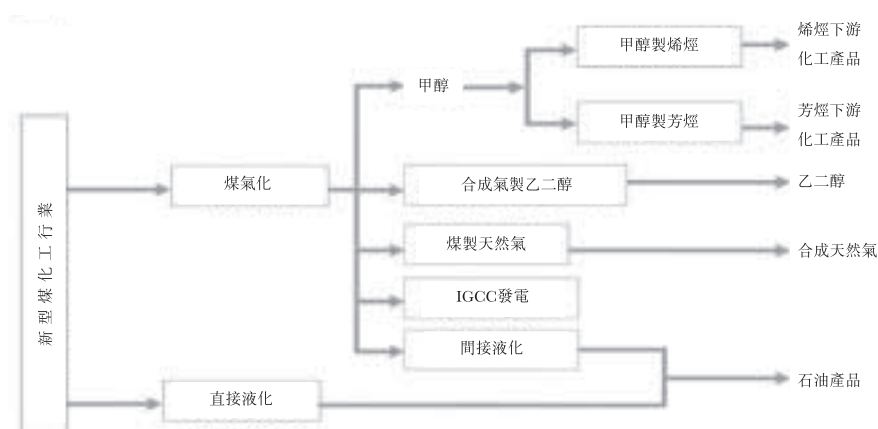 新型煤化工行業
煤氣化
直接液化
甲醇
合成氣製乙二醇
煤製天然氣
IGCC發電
間接液化
甲醇製烯烴
甲醇製芳烴
烯烴下游
化工產品
芳烴下游
化工產品
乙二醇
合成天然氣
石油產品